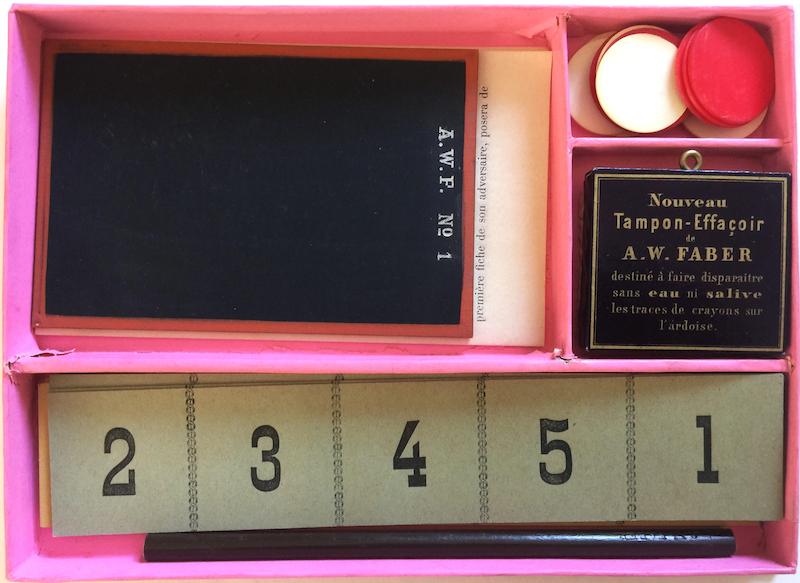 A.W.F. No 1
première fiche de son adversaire, posera de
Nouveau
Tampon-Effaçoir
de
A.W. FABER
destiné à faire disparaitre
sans eau ni salive
les traces de crayons sur
l'ardoise.
2 3 4 5 1